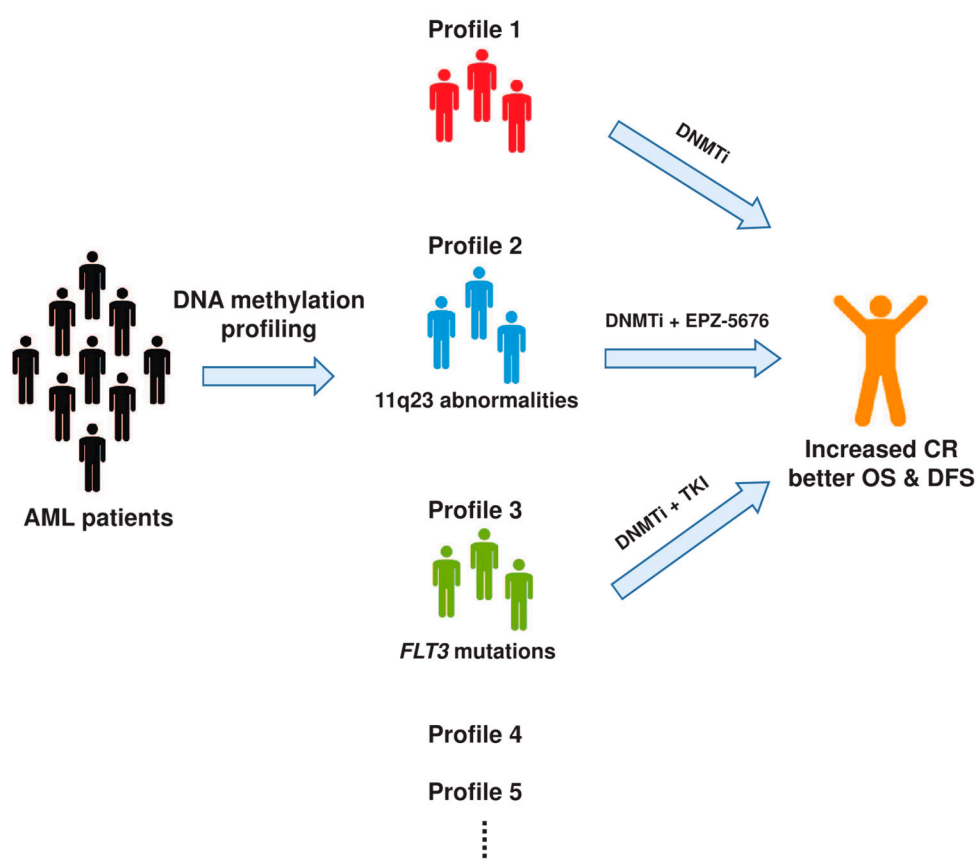 Profile 1
DNMTi
Profile 2
DNA methylation
profiling
DNMTi + EPZ-5676
11q23 abnormalities
Increased CR
better OS & DFS
AML patients
Profile 3
DNMTi + TKI
FLT3 mutations
Profile 4
Profile 5